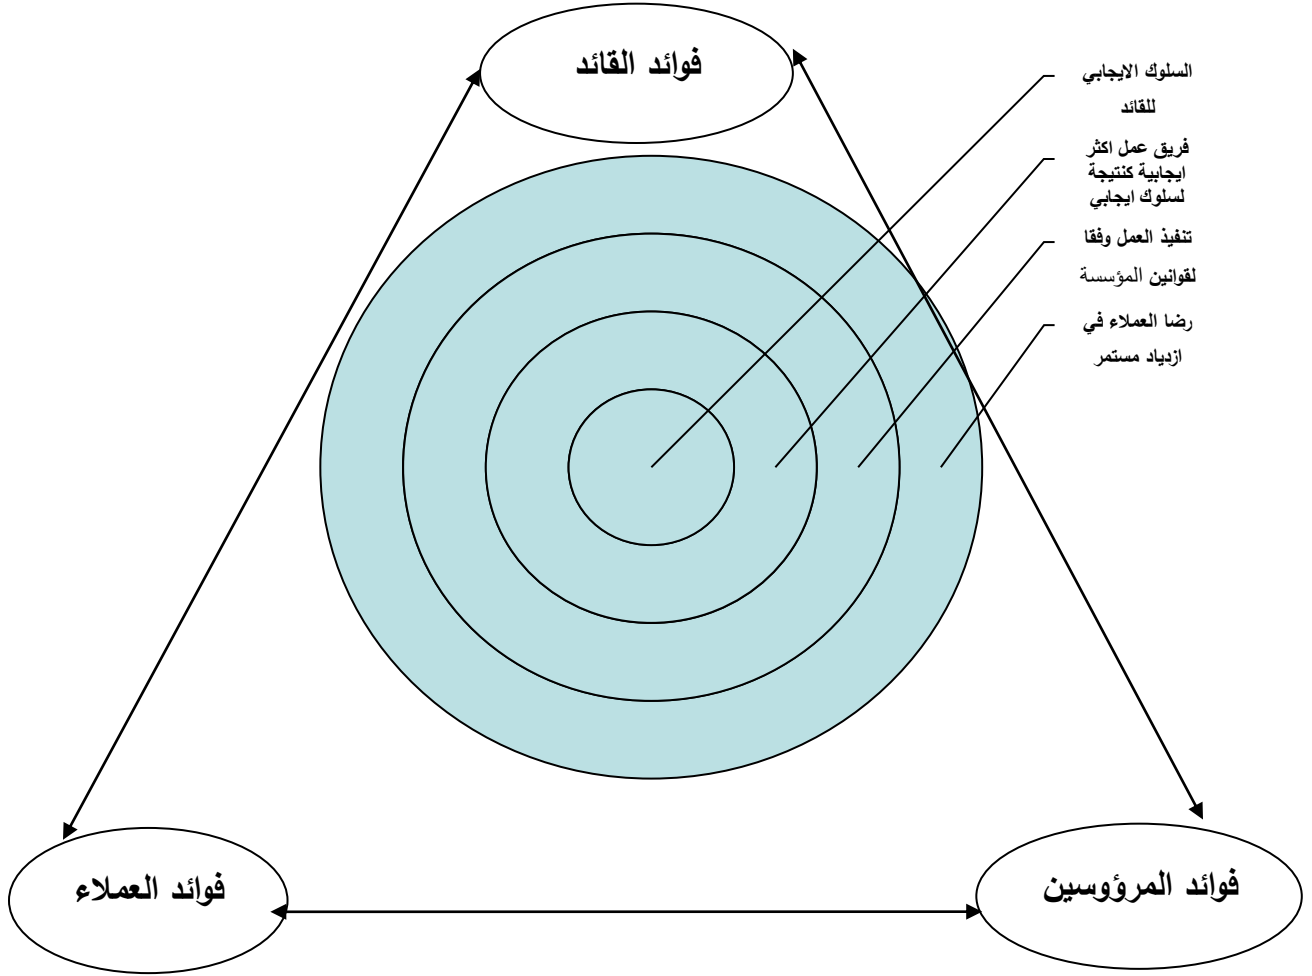 فوائد القائد
السلوك الايجابي
للقائد
فريق عمل اكثر
ايجابية كنتيجة
لسلوك ايجابي
تنفيذ العمل وفقا
لقوانين المؤسسة
رضا العملاء في
ازدياد مستمر
فوائد المرؤوسين
فوائد العملاء